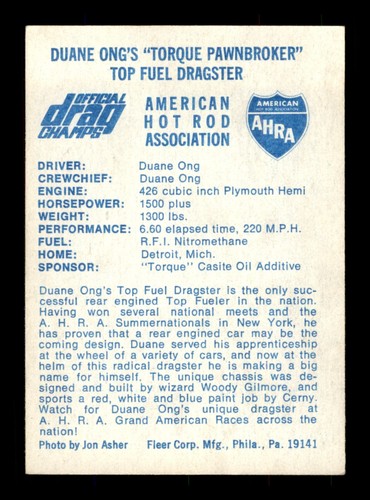 DUANE ONG'S "TORQUE PAWNBROKER"
TOP FUEL DRAGSTER
OFFICIAL drag CHAMPS
AMERICAN
HOT ROD
ASSOCIATION
AMERICAN
HOT ROD ASSOCIATION
AHRA
DRIVER: Duane Ong
CREWCHIEF: Duane Ong
ENGINE: 426 cubic inch Plymouth Hemi
HORSEPOWER: 1500 plus
WEIGHT: 1300 lbs.
PERFORMANCE: 6.60 elapsed time, 220 M.P.H.
FUEL: R.F.I. Nitromethane
HOME: Detroit, Mich.
SPONSOR: "Torque" Casite Oil Additive
Duane Ong's Top Fuel Dragster is the only suc-
cessful rear engined Top Fueler in the nation.
Having won several national meets and the
A. H. R. A. Summernationals in New York, he
has proven that a rear engined car may be the
coming design. Duane served his apprenticeship
at the wheel of a variety of cars, and now at the
helm of this radical dragster he is making a big
name for himself. The unique chassis was de-
signed and built by wizard Woody Gilmore, and
sports a red, white and blue paint job by Cerny.
Watch for Duane Ong's unique dragster at
A. H. R. A. Grand American Races across the
nation!
Photo by Jon Asher Fleer Corp. Mfg., Phila., Pa. 19141